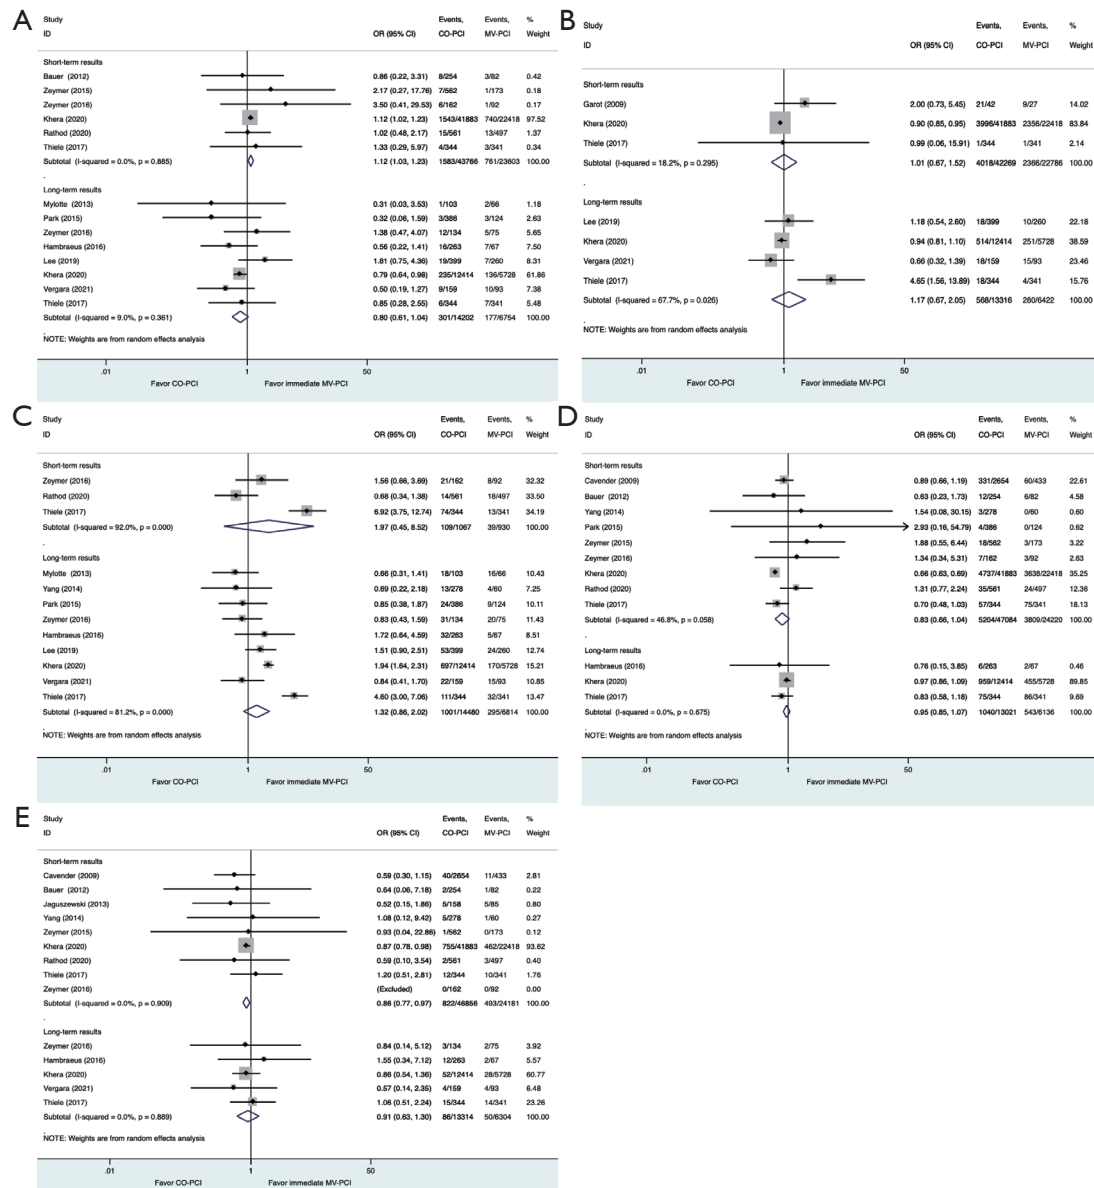 A
Study Events, Events, %
ID OR (95% CI) CO-PCI MV-PCI Weight
Short-term results
Bauer (2012) 0.86 (0.22, 3.31) 8/254 3/82 0.42
Zeymer (2015) 2.17 (0.27, 17.76) 7/562 1/173 0.18
Zeymer (2016) 3.50 (0.41, 29.53) 6/162 1/92 0.17
Khera (2020) 1.12 (1.02, 1.23) 1543/41883 740/22418 97.52
Rathod (2020) 1.02 (0.48, 2.17) 15/561 13/497 1.37
Thiele (2017) 1.33 (0.29, 5.97) 4/344 3/341 0.34
Subtotal (I-squared = 0.0%, p = 0.885) 1.12 (1.03, 1.23) 1583/43766 761/23603 100.00
.
Long-term results
Mylotte (2013) 0.31 (0.03, 3.53) 1/103 2/66 1.18
Park (2015) 0.32 (0.06, 1.59) 3/386 3/124 2.63
Zeymer (2016) 1.38 (0.47, 4.07) 12/134 5/75 5.65
Hambraeus (2016) 0.56 (0.22, 1.41) 16/263 7/67 7.50
Lee (2019) 1.81 (0.75, 4.36) 19/399 7/260 8.31
Khera (2020) 0.79 (0.64, 0.98) 235/12414 136/5728 61.86
Vergara (2021) 0.50 (0.19, 1.27) 9/159 10/93 7.38
Thiele (2017) 0.85 (0.28, 2.55) 6/344 7/341 5.48
Subtotal (I-squared = 9.0%, p = 0.361) 0.80 (0.61, 1.04) 301/14202 177/6754 100.00
.
NOTE: Weights are from random effects analysis
.01 1 50
Favor CO-PCI Favor immediate MV-PCI
B
Study Events, Events, %
ID OR (95% CI) CO-PCI MV-PCI Weight
Short-term results
Garot (2009) 2.00 (0.73, 5.45) 21/42 9/27 14.02
Khera (2020) 0.90 (0.85, 0.95) 3996/41883 2356/22418 83.84
Thiele (2017) 0.99 (0.06, 15.91) 1/344 1/341 2.14
Subtotal (I-squared = 18.2%, p = 0.295) 1.01 (0.67, 1.52) 4018/42269 2366/22786 100.00
.
Long-term results
Lee (2019) 1.18 (0.54, 2.60) 18/399 10/260 22.18
Khera (2020) 0.94 (0.81, 1.10) 514/12414 251/5728 38.59
Vergara (2021) 0.66 (0.32, 1.39) 18/159 15/93 23.46
Thiele (2017) 4.65 (1.56, 13.89) 18/344 4/341 15.76
Subtotal (I-squared = 67.7%, p = 0.026) 1.17 (0.67, 2.05) 568/13316 280/6422 100.00
.
NOTE: Weights are from random effects analysis
.01 1 50
Favor CO-PCI Favor immediate MV-PCI
C
Study Events, Events, %
ID OR (95% CI) CO-PCI MV-PCI Weight
Short-term results
Zeymer (2016) 1.56 (0.66, 3.69) 21/162 8/92 32.32
Rathod (2020) 0.68 (0.34, 1.38) 14/561 18/497 33.50
Thiele (2017) 6.92 (3.75, 12.74) 74/344 13/341 34.19
Subtotal (I-squared = 92.0%, p = 0.000) 1.97 (0.45, 8.52) 109/1067 39/930 100.00
.
Long-term results
Mylotte (2013) 0.66 (0.31, 1.41) 18/103 16/66 10.43
Yang (2014) 0.69 (0.22, 2.18) 13/278 4/60 7.25
Park (2015) 0.85 (0.38, 1.87) 24/386 9/124 10.11
Zeymer (2016) 0.83 (0.43, 1.59) 31/134 20/75 11.43
Hambraeus (2016) 1.72 (0.64, 4.59) 32/263 5/67 8.51
Lee (2019) 1.51 (0.90, 2.51) 53/399 24/260 12.74
Khera (2020) 1.94 (1.64, 2.31) 697/12414 170/5728 15.21
Vergara (2021) 0.84 (0.41, 1.70) 22/159 15/93 10.85
Thiele (2017) 4.60 (3.00, 7.06) 111/344 32/341 13.47
Subtotal (I-squared = 81.2%, p = 0.000) 1.32 (0.86, 2.02) 1001/14480 295/6814 100.00
.
NOTE: Weights are from random effects analysis
.01 1 50
Favor CO-PCI Favor immediate MV-PCI
D
Study Events, Events, %
ID OR (95% CI) CO-PCI MV-PCI Weight
Short-term results
Cavender (2009) 0.89 (0.66, 1.19) 331/2654 60/433 22.61
Bauer (2012) 0.63 (0.23, 1.73) 12/254 6/82 4.58
Yang (2014) 1.54 (0.08, 30.15) 3/278 0/60 0.60
Park (2015) 2.93 (0.16, 54.79) 4/386 0/124 0.62
Zeymer (2015) 1.88 (0.55, 6.44) 18/562 3/173 3.22
Zeymer (2016) 1.34 (0.34, 5.31) 7/162 3/92 2.63
Khera (2020) 0.66 (0.63, 0.69) 4737/41883 3638/22418 35.25
Rathod (2020) 1.31 (0.77, 2.24) 35/561 24/497 12.36
Thiele (2017) 0.70 (0.48, 1.03) 57/344 75/341 18.13
Subtotal (I-squared = 46.8%, p = 0.058) 0.83 (0.66, 1.04) 5204/47084 3809/24220 100.00
.
Long-term results
Hambraeus (2016) 0.76 (0.15, 3.85) 6/263 2/67 0.46
Khera (2020) 0.97 (0.86, 1.09) 959/12414 455/5728 89.85
Thiele (2017) 0.83 (0.58, 1.18) 75/344 86/341 9.69
Subtotal (I-squared = 0.0%, p = 0.675) 0.95 (0.85, 1.07) 1040/13021 543/6136 100.00
.
NOTE: Weights are from random effects analysis
.01 1 50
Favor CO-PCI Favor immediate MV-PCI
E
Study Events, Events, %
ID OR (95% CI) CO-PCI MV-PCI Weight
Short-term results
Cavender (2009) 0.59 (0.30, 1.15) 40/2654 11/433 2.81
Bauer (2012) 0.64 (0.06, 7.18) 2/254 1/82 0.22
Jaguszewski (2013) 0.52 (0.15, 1.86) 5/158 5/85 0.80
Yang (2014) 1.08 (0.12, 9.42) 5/278 1/60 0.27
Zeymer (2015) 0.93 (0.04, 22.86) 1/562 0/173 0.12
Khera (2020) 0.87 (0.78, 0.98) 755/41883 462/22418 93.62
Rathod (2020) 0.59 (0.10, 3.54) 2/561 3/497 0.40
Thiele (2017) 1.20 (0.51, 2.81) 12/344 10/341 1.76
Zeymer (2016) (Excluded) 0/162 0/92 0.00
Subtotal (I-squared = 0.0%, p = 0.909) 0.86 (0.77, 0.97) 822/46856 493/24181 100.00
.
Long-term results
Zeymer (2016) 0.84 (0.14, 5.12) 3/134 2/75 3.92
Hambraeus (2016) 1.55 (0.34, 7.12) 12/263 2/67 5.57
Khera (2020) 0.86 (0.54, 1.36) 52/12414 28/5728 60.77
Vergara (2021) 0.57 (0.14, 2.35) 4/159 4/93 6.48
Thiele (2017) 1.06 (0.51, 2.24) 15/344 14/341 23.26
Subtotal (I-squared = 0.0%, p = 0.889) 0.91 (0.63, 1.30) 86/13314 50/6304 100.00
.
NOTE: Weights are from random effects analysis
.01 1 50
Favor CO-PCI Favor immediate MV-PCI